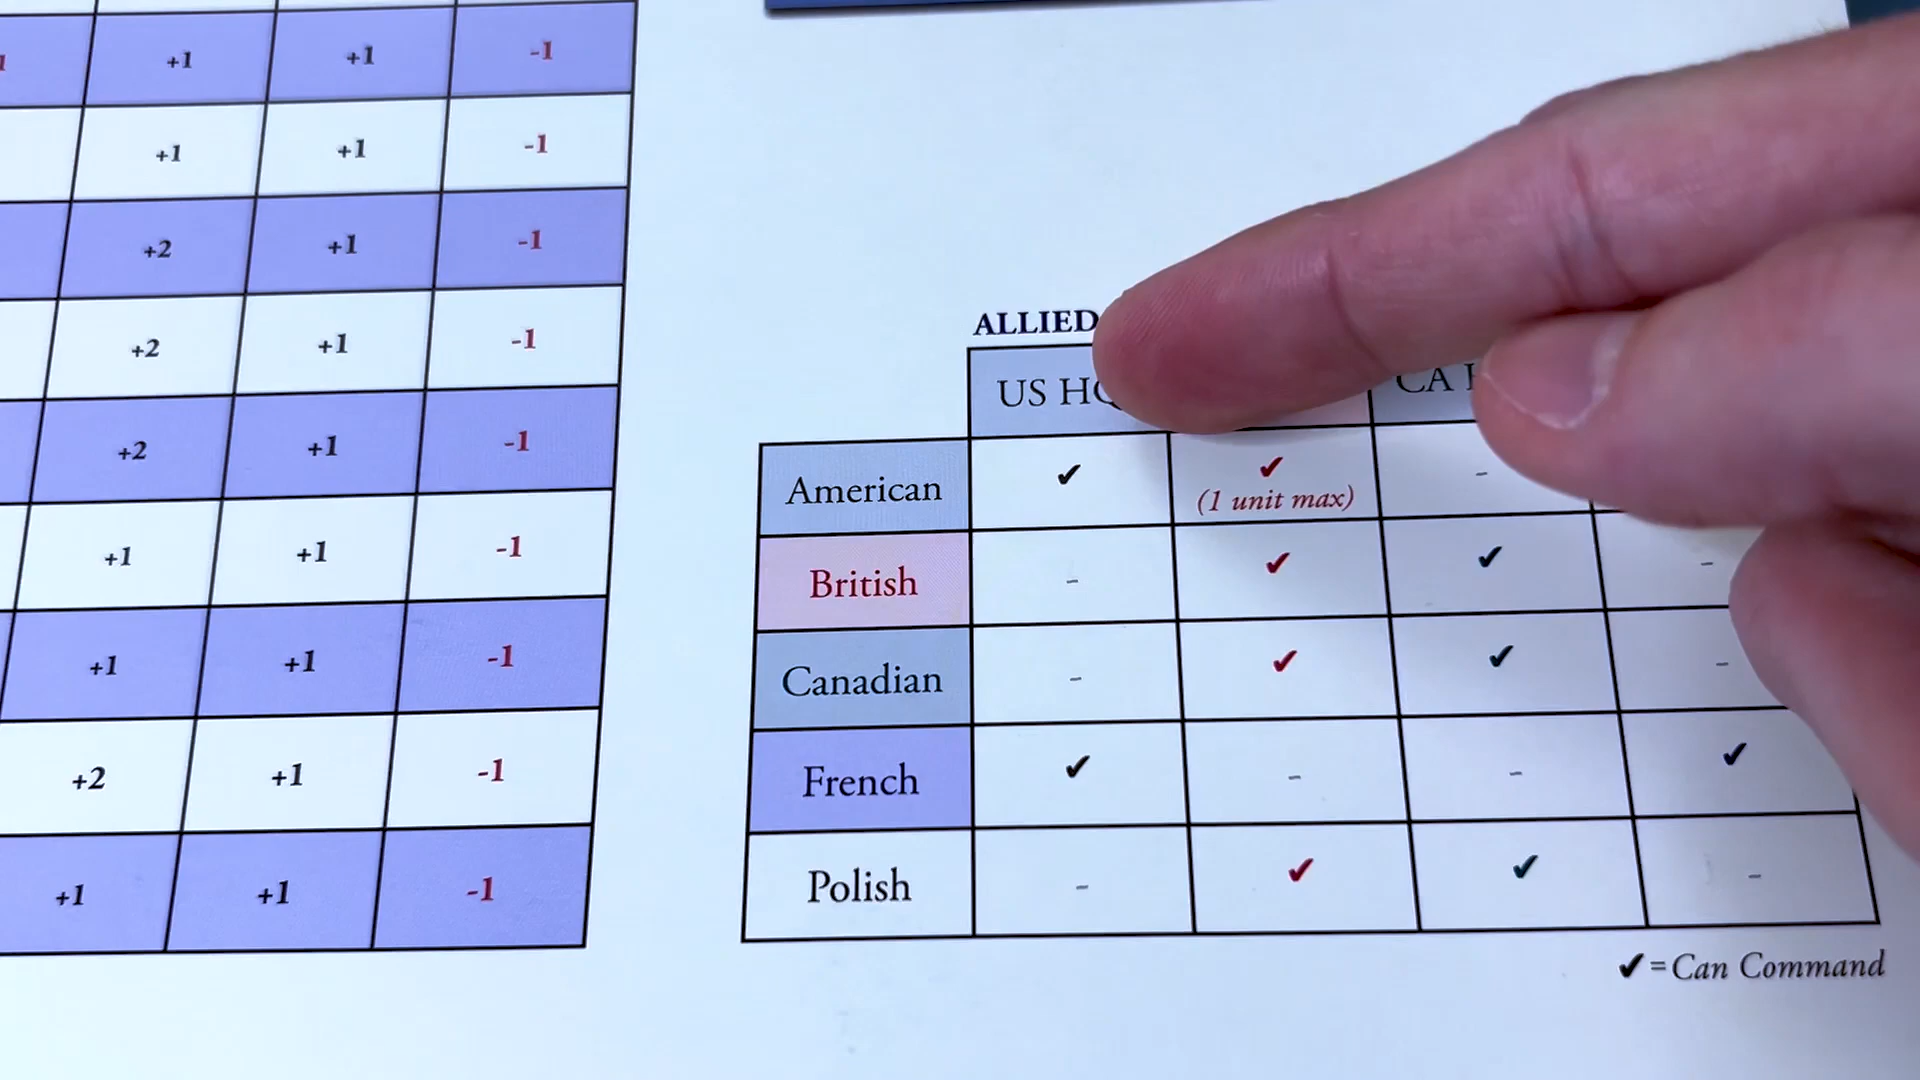 +1 +1 -1
+1 +1 -1
+2 +1 -1
+2 +1 -1
+2 +1 -1
+1 +1 -1
+1 +1 -1
+2 +1 -1
+1 +1 -1
ALLIED
US CA
American ✔ ✔ -
(1 unit max)
British - ✔ ✔ -
Canadian - ✔ ✔ -
French ✔ - - ✔
Polish - ✔ ✔ -
✔ = Can Command